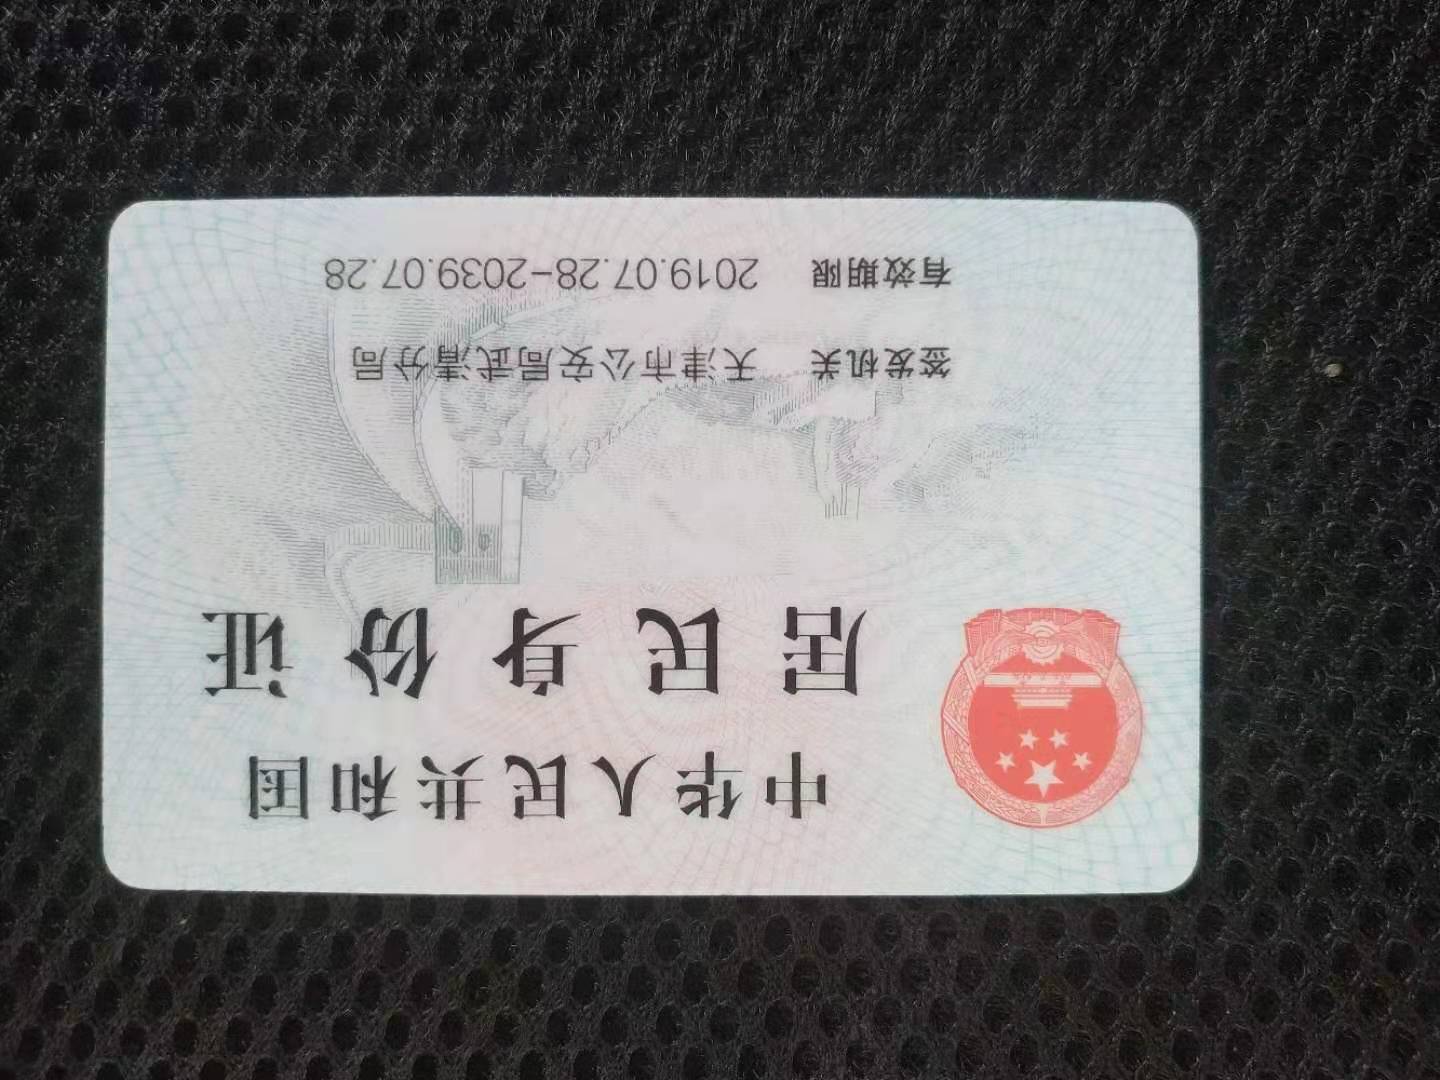 中华人民共和国
居民身份证
签发机关 天津市公安局武清分局
有效期限 2019.07.28-2039.07.28